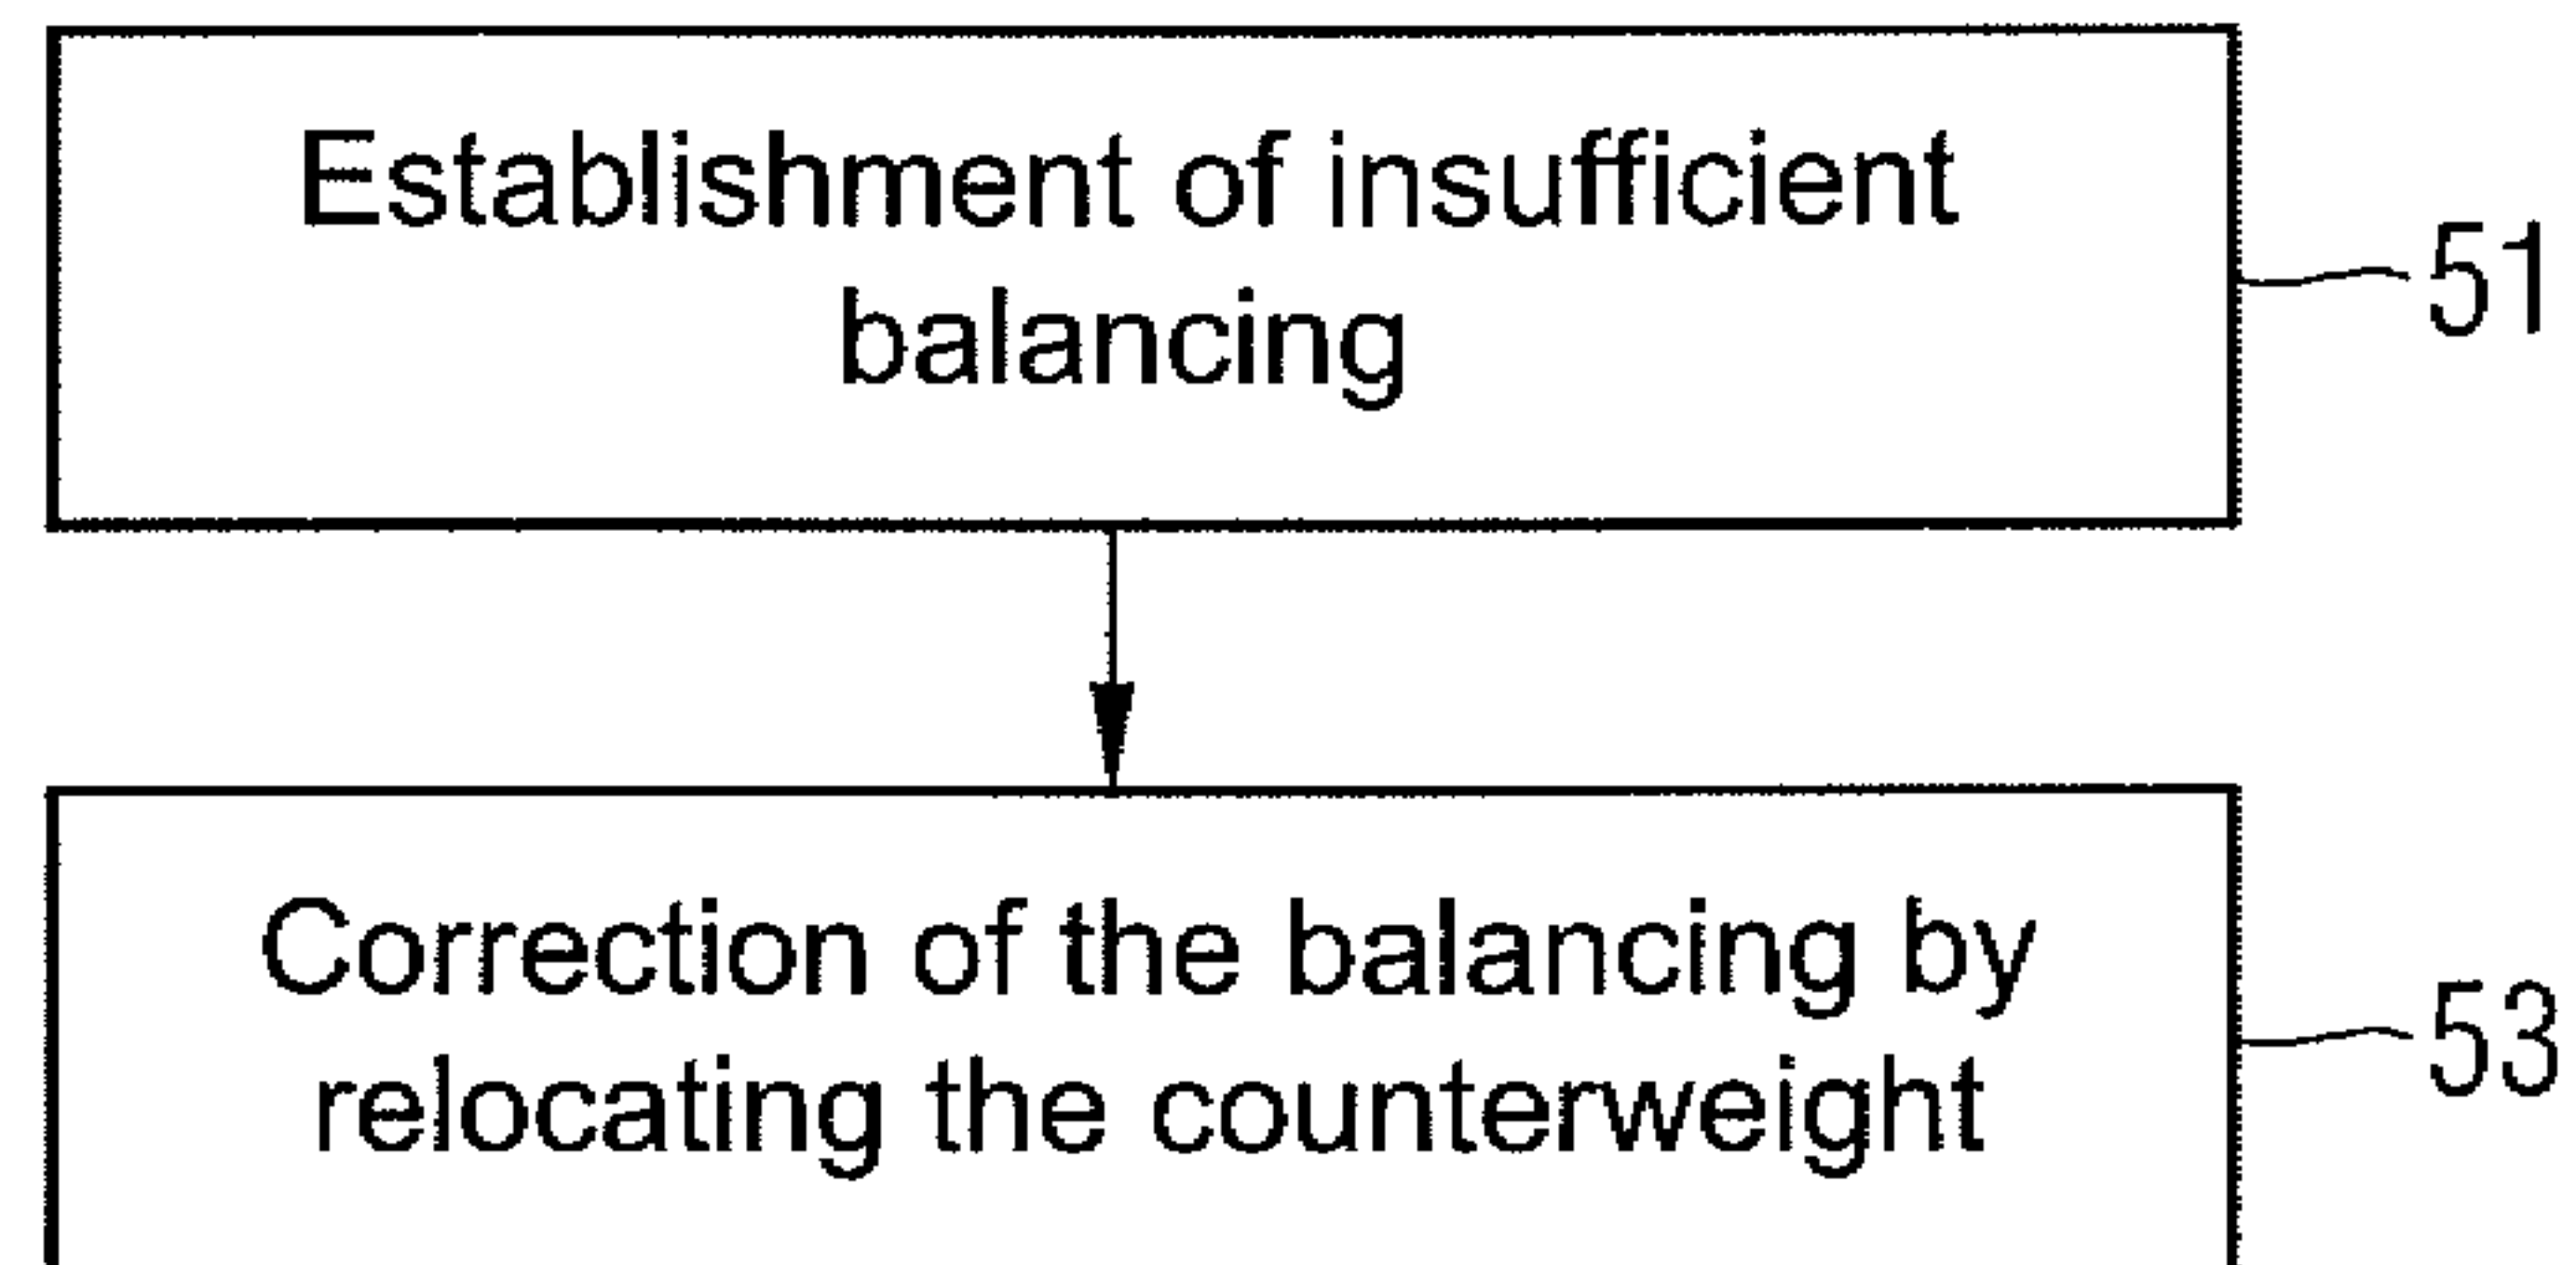 Establishment of insufficient
balancing
51
Correction of the balancing by
relocating the counterweight
53